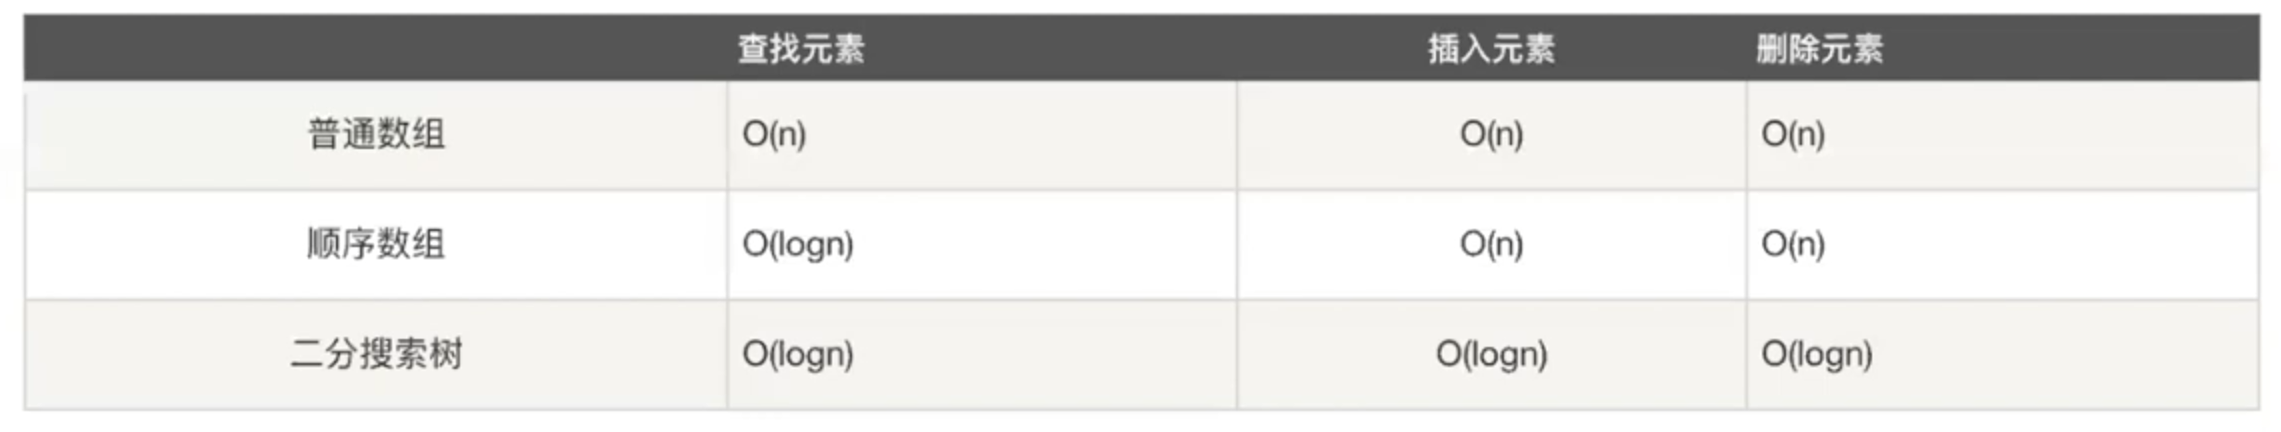 查找元素 插入元素 删除元素
普通数组 O(n) O(n) O(n)
顺序数组 O(logn) O(n) O(n)
二分搜索树 O(logn) O(logn) O(logn)